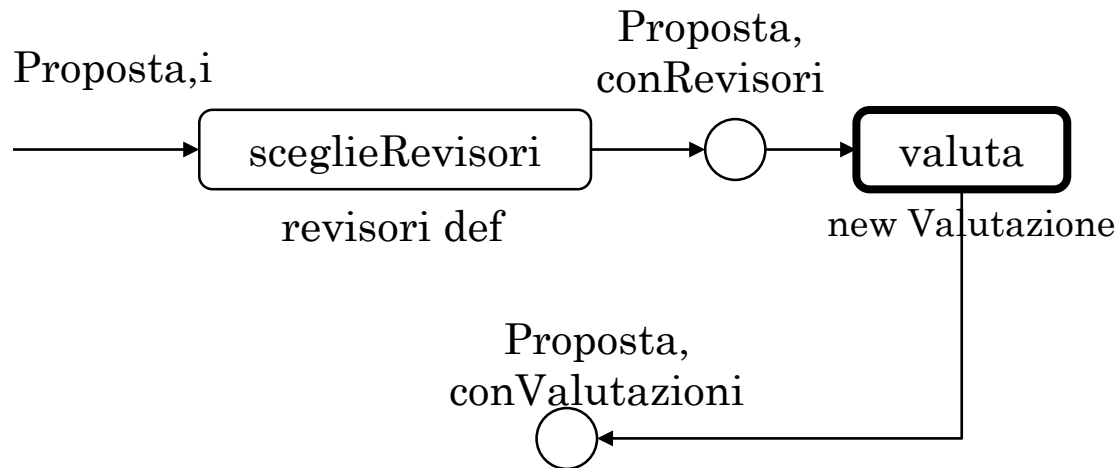 Proposta,i
sceglieRevisori
revisori def
Proposta,
conRevisori
valuta
new Valutazione
Proposta,
conValutazioni